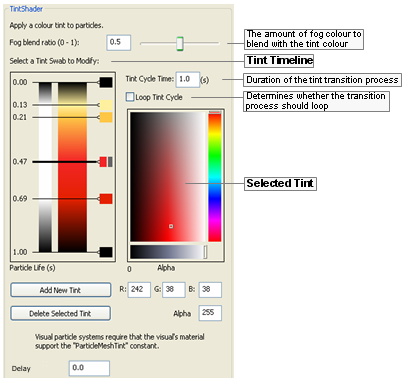 TintShader
Apply a colour tint to particles.
Fog blend ratio (0 - 1): 0.5
The amount of fog colour to blend with the tint colour
Select a Tint Swab to Modify:
Tint Timeline
0.00
0.13
0.21
0.47
0.69
1.00
Particle Life (s)
Tint Cycle Time: 1.0 (s)
Duration of the tint transition process
Loop Tint Cycle
Determines whether the transition process should loop
Selected Tint
0 Alpha
Add New Tint
R: 242 G: 38 B: 38
Delete Selected Tint
Alpha 255
Visual particle systems require that the visual's material
support the "ParticleMeshTint" constant.
Delay 0.0